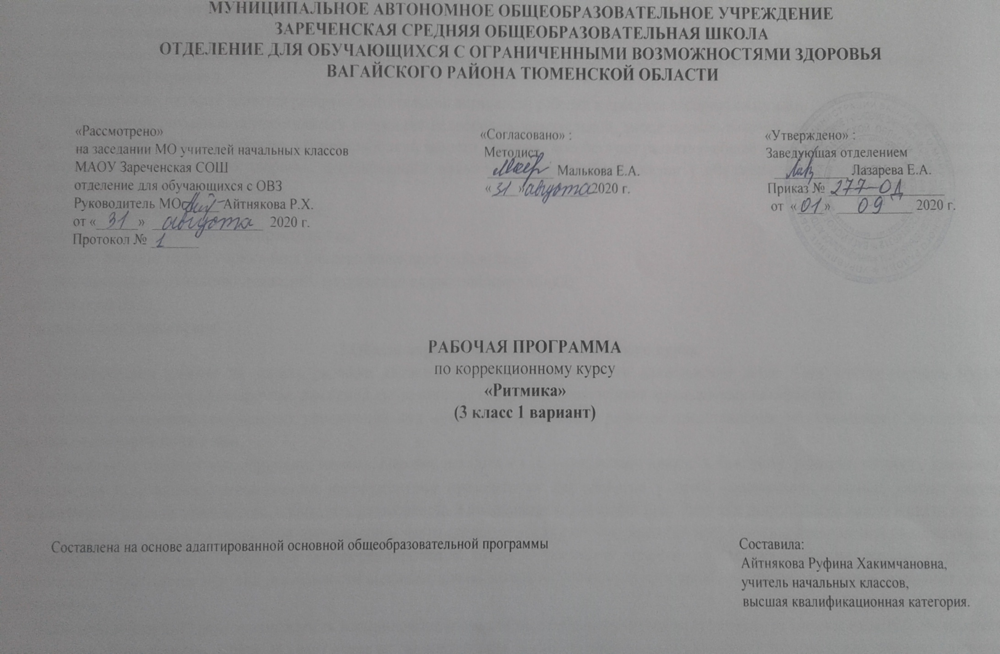 МУНИЦИПАЛЬНОЕ АВТОНОМНОЕ ОБЩЕОБРАЗОВАТЕЛЬНОЕ УЧРЕЖДЕНИЕ
ЗАРЕЧЕНСКАЯ СРЕДНЯЯ ОБЩЕОБРАЗОВАТЕЛЬНАЯ ШКОЛА
ОТДЕЛЕНИЕ ДЛЯ ОБУЧАЮЩИХСЯ С ОГРАНИЧЕННЫМИ ВОЗМОЖНОСТЯМИ ЗДОРОВЬЯ
ВАГАЙСКОГО РАЙОНА ТЮМЕНСКОЙ ОБЛАСТИ
«Рассмотрено»
на заседании МО учителей начальных классов
МАОУ Зареченская СОШ
отделение для обучающихся с ОВЗ
Руководитель МО Айтнякова Р.Х.
от « 31 » августа 2020 г.
Протокол № 1
«Согласовано» :
Методист
Малькова Е.А.
« 31 » августа 2020 г.
«Утверждено» :
Заведующая отделением
Лазарева Е.А.
Приказ № 277-ОД
от « 01 » 09 2020 г.
РАБОЧАЯ ПРОГРАММА
по коррекционному курсу
«Ритмика»
(3 класс 1 вариант)
Составлена на основе адаптированной основной общеобразовательной программы
Составила:
Айтнякова Руфина Хакимчановна,
учитель начальных классов,
высшая квалификационная категория.